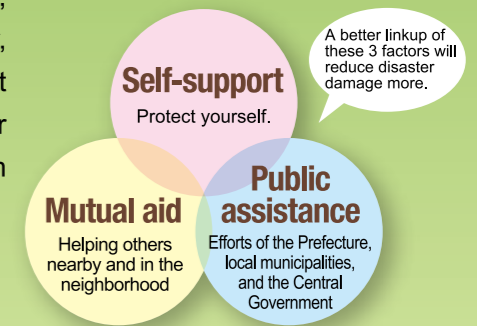 A better linkup of
these 3 factors will
reduce disaster
damage more.
Self-support
Protect yourself.
Mutual aid
Helping others
nearby and in the
neighborhood
Public
assistance
Efforts of the Prefecture,
local municipalities,
and the Central
Government